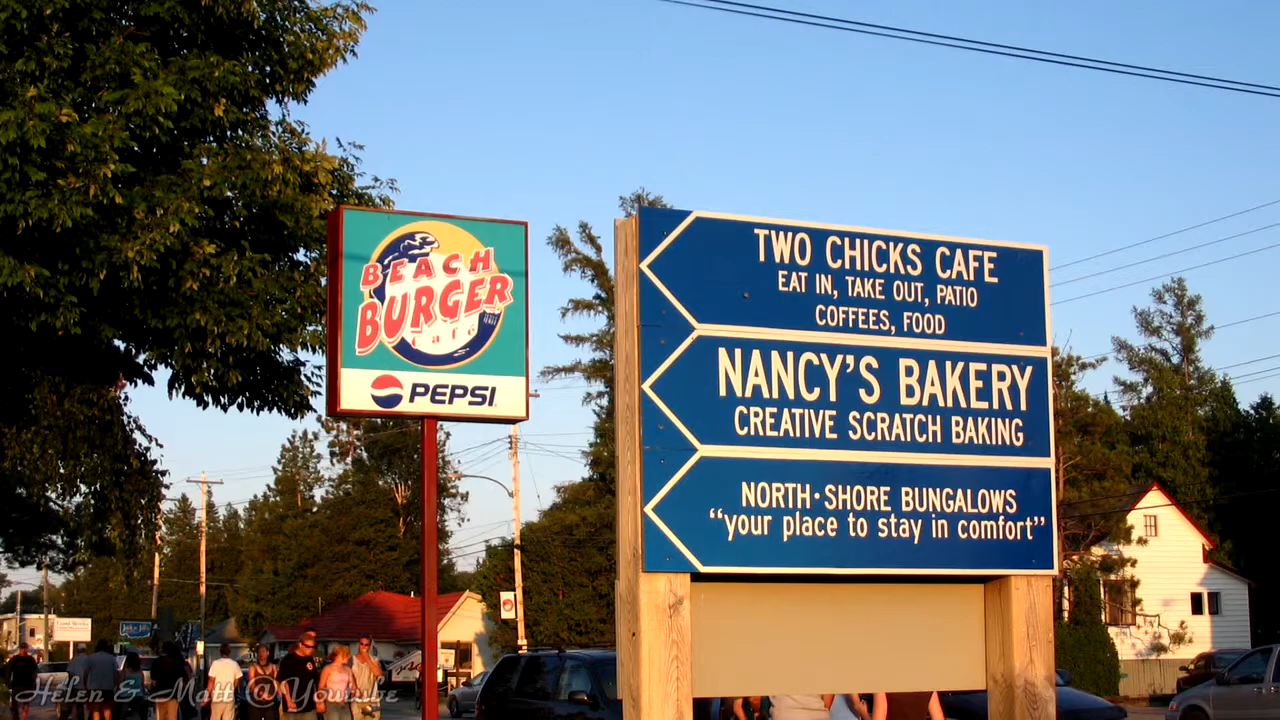 BEACH
BURGER
Café
PEPSI
TWO CHICKS CAFE
EAT IN, TAKE OUT, PATIO
COFFEES, FOOD
NANCY'S BAKERY
CREATIVE SCRATCH BAKING
NORTH·SHORE BUNGALOWS
"your place to stay in comfort"
Helen & Matt @ Youtube